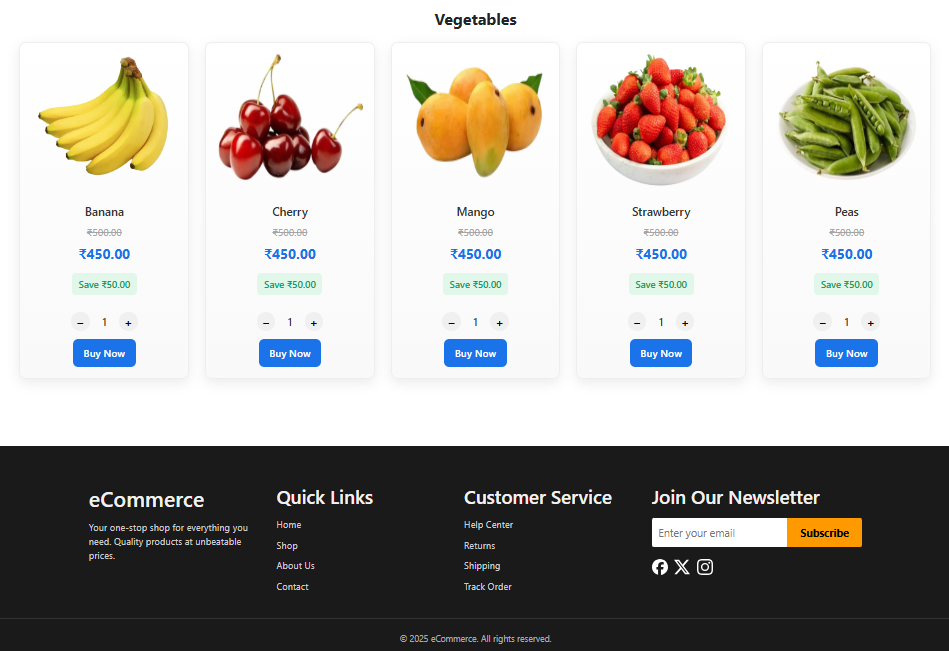 Vegetables
Banana
₹500.00
₹450.00
Save ₹50.00
− 1 +
Buy Now
Cherry
₹500.00
₹450.00
Save ₹50.00
− 1 +
Buy Now
Mango
₹500.00
₹450.00
Save ₹50.00
− 1 +
Buy Now
Strawberry
₹500.00
₹450.00
Save ₹50.00
− 1 +
Buy Now
Peas
₹500.00
₹450.00
Save ₹50.00
− 1 +
Buy Now
eCommerce
Your one-stop shop for everything you
need. Quality products at unbeatable
prices.
Quick Links
Home
Shop
About Us
Contact
Customer Service
Help Center
Returns
Shipping
Track Order
Join Our Newsletter
Enter your email
Subscribe
© 2025 eCommerce. All rights reserved.